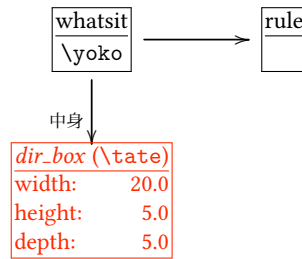 whatsit
\yoko
rule
中身
dir_box (\tate)
width: 20.0
height: 5.0
depth: 5.0